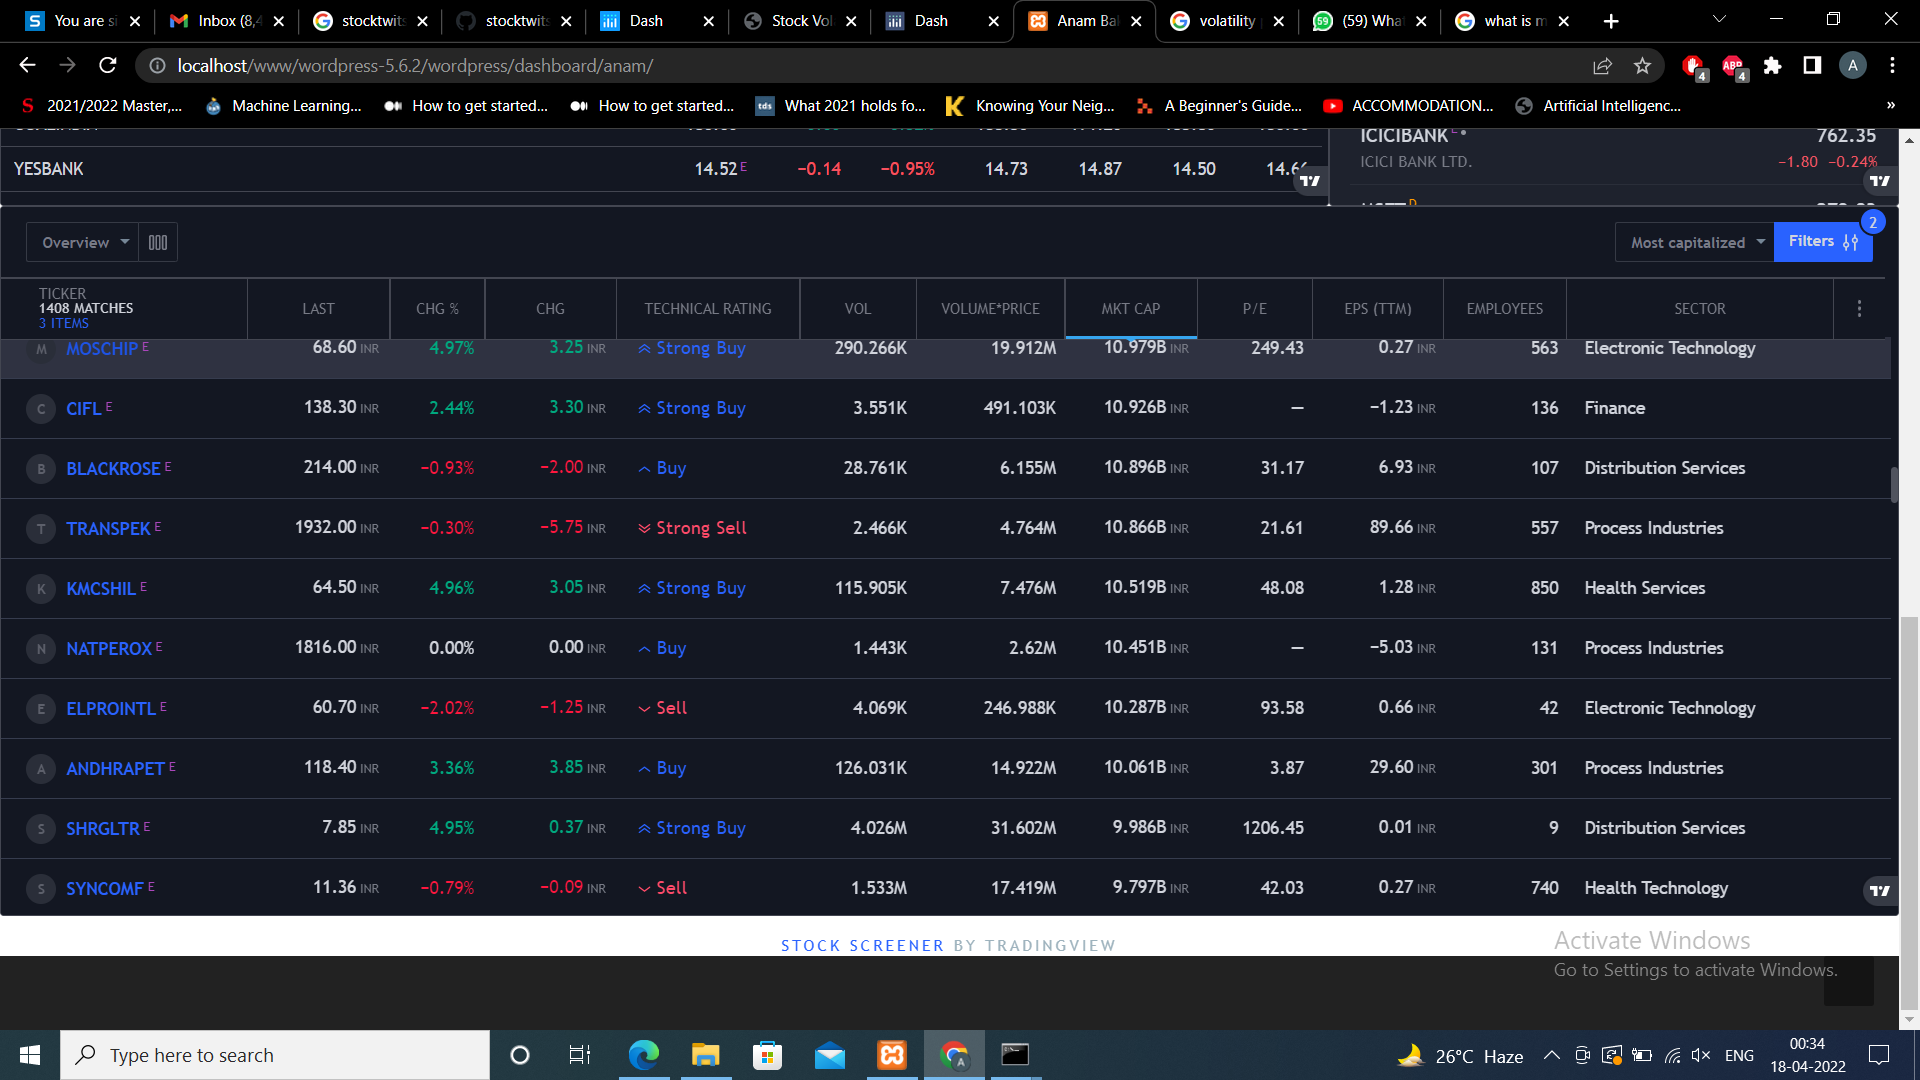 You are si
Inbox (8,4
stocktwits
stocktwits
Dash
Stock Vol
Dash
Anam Bal
volatility
(59) Wha
what is m
localhost/www/wordpress-5.6.2/wordpress/dashboard/anam/
4
4
A
2021/2022 Master,...
Machine Learning...
How to get started...
How to get started...
What 2021 holds fo...
Knowing Your Neig...
A Beginner's Guide...
ACCOMMODATION...
Artificial Intelligenc...
»
YESBANK 14.52 E −0.14 −0.95% 14.73 14.87 14.50 14.66
ICICIBANK E 762.35
ICICI BANK LTD. −1.80 −0.24%
Overview
Most capitalized
Filters
2
TICKER
1408 MATCHES
3 ITEMS
LAST CHG % CHG TECHNICAL RATING VOL VOLUME*PRICE MKT CAP P/E EPS (TTM) EMPLOYEES SECTOR
M MOSCHIP E 68.60 INR 4.97% 3.25 INR Strong Buy 290.266K 19.912M 10.979B INR 249.43 0.27 INR 563 Electronic Technology
C CIFL E 138.30 INR 2.44% 3.30 INR Strong Buy 3.551K 491.103K 10.926B INR — −1.23 INR 136 Finance
B BLACKROSE E 214.00 INR −0.93% −2.00 INR Buy 28.761K 6.155M 10.896B INR 31.17 6.93 INR 107 Distribution Services
T TRANSPEK E 1932.00 INR −0.30% −5.75 INR Strong Sell 2.466K 4.764M 10.866B INR 21.61 89.66 INR 557 Process Industries
K KMCSHIL E 64.50 INR 4.96% 3.05 INR Strong Buy 115.905K 7.476M 10.519B INR 48.08 1.28 INR 850 Health Services
N NATPEROX E 1816.00 INR 0.00% 0.00 INR Buy 1.443K 2.62M 10.451B INR — −5.03 INR 131 Process Industries
E ELPROINTL E 60.70 INR −2.02% −1.25 INR Sell 4.069K 246.988K 10.287B INR 93.58 0.66 INR 42 Electronic Technology
A ANDHRAPET E 118.40 INR 3.36% 3.85 INR Buy 126.031K 14.922M 10.061B INR 3.87 29.60 INR 301 Process Industries
S SHRGLTR E 7.85 INR 4.95% 0.37 INR Strong Buy 4.026M 31.602M 9.986B INR 1206.45 0.01 INR 9 Distribution Services
S SYNCOMF E 11.36 INR −0.79% −0.09 INR Sell 1.533M 17.419M 9.797B INR 42.03 0.27 INR 740 Health Technology
STOCK SCREENER BY TRADINGVIEW
Activate Windows
Go to Settings to activate Windows.
Type here to search
26°C Haze
ENG
00:34
18-04-2022